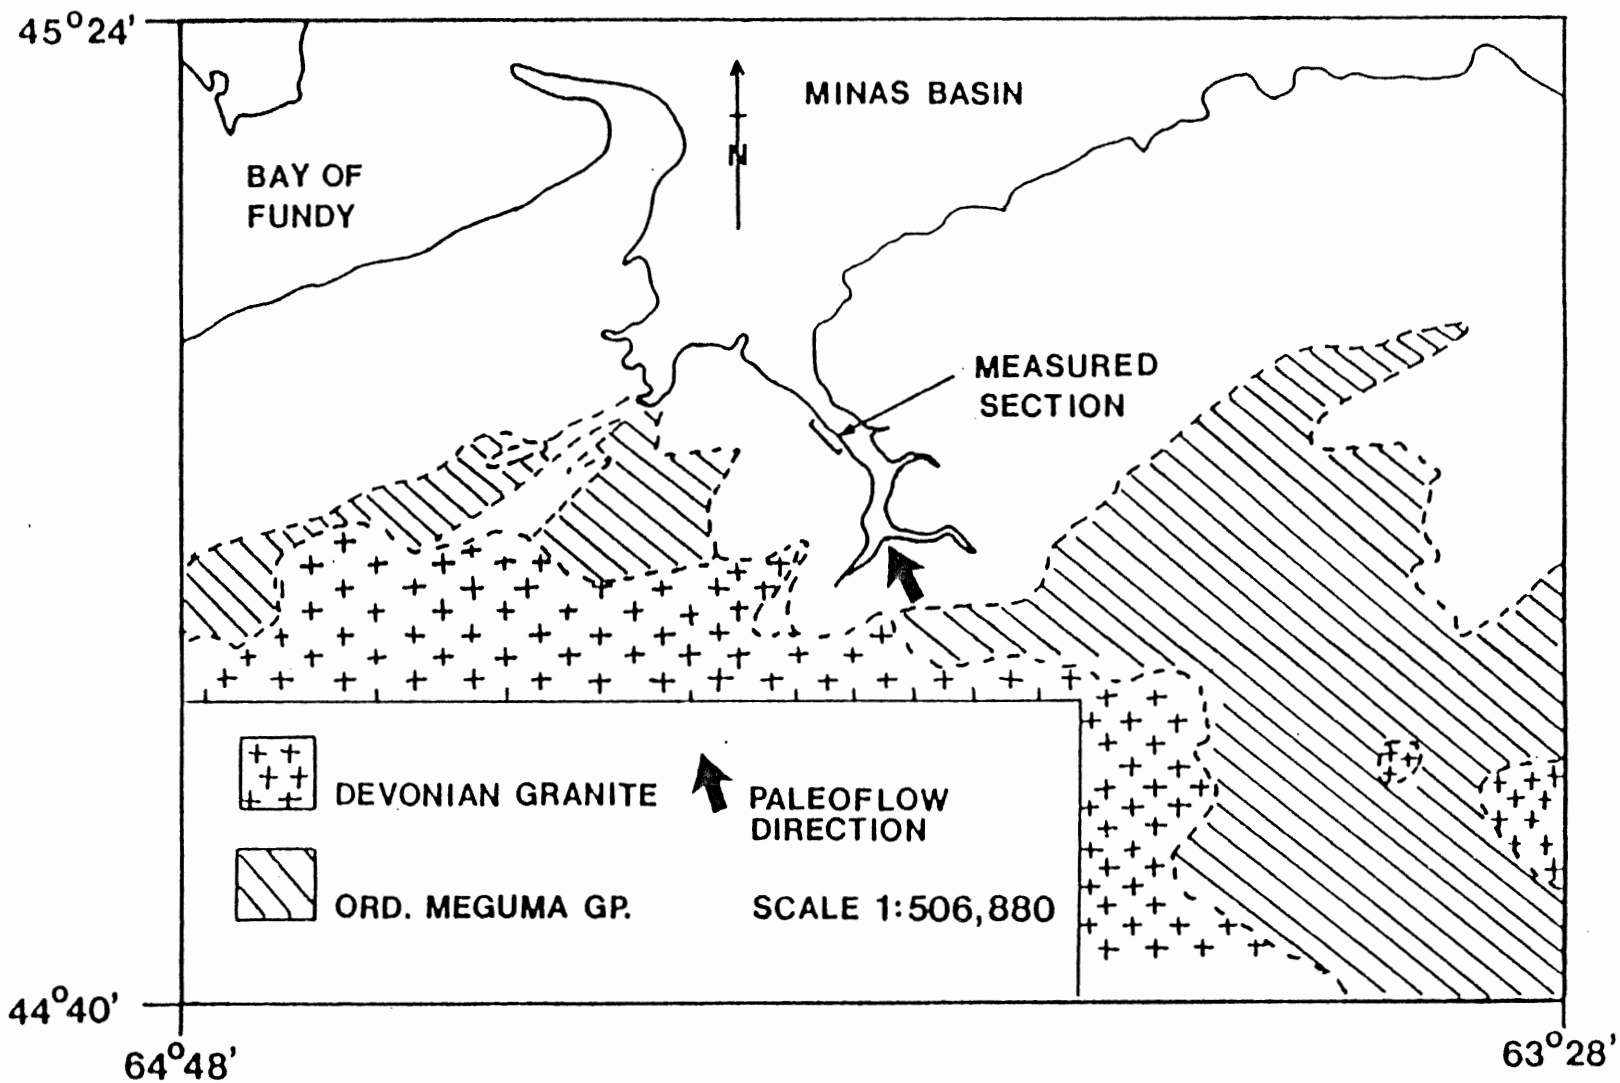 45°24'
MINAS BASIN
N
BAY OF
FUNDY
MEASURED
SECTION
DEVONIAN GRANITE
PALEOFLOW
DIRECTION
ORD. MEGUMA GP.
SCALE 1:506,880
44°40'
64°48'
63°28'